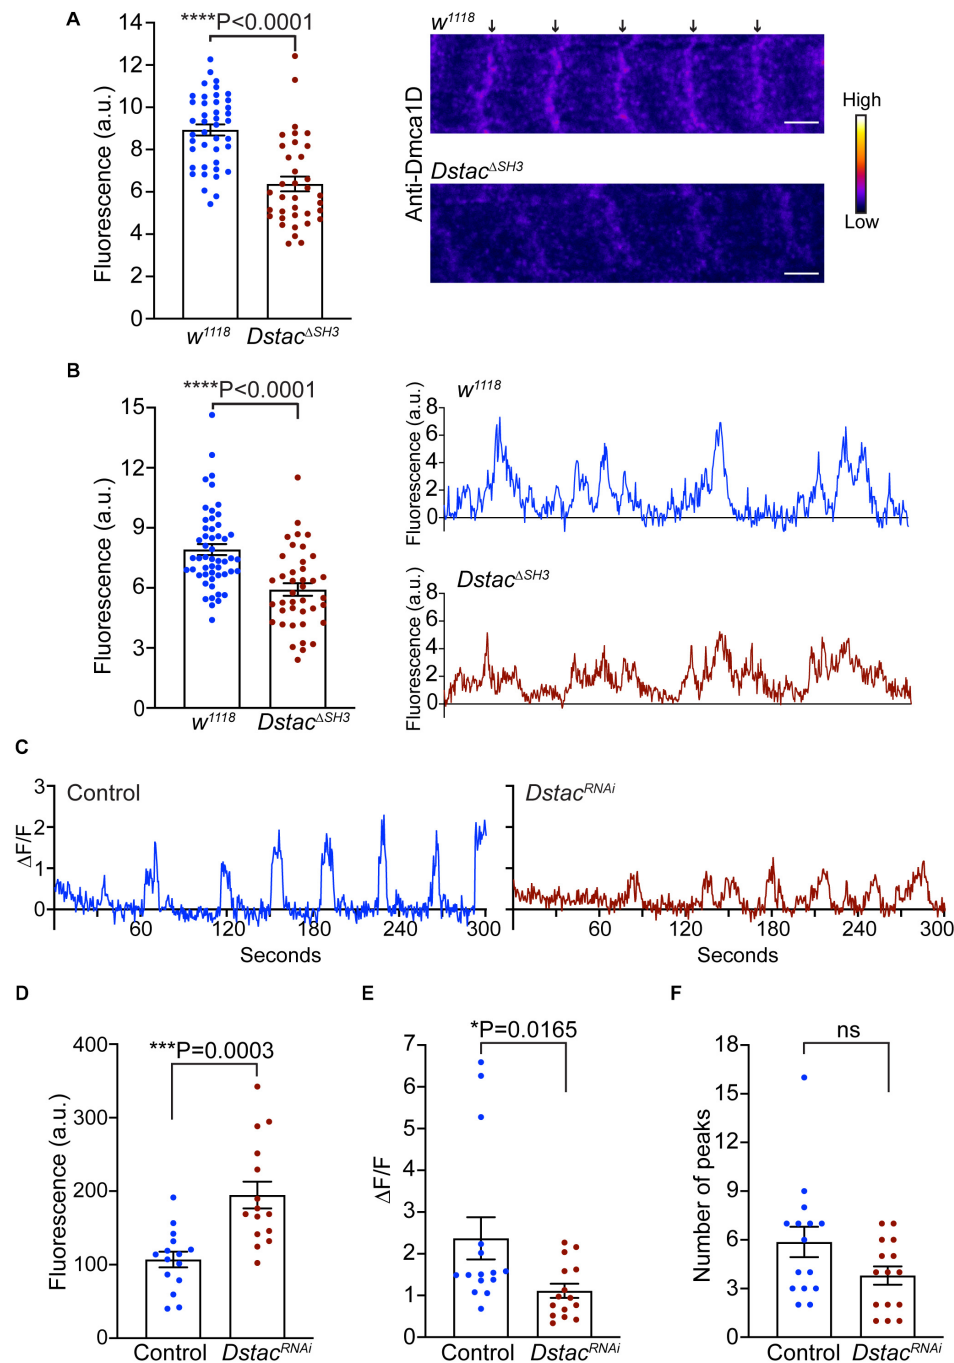 A
****P<0.0001
Fluorescence (a.u.)
14
12
10
8
6
4
2
0
w1118
DstacΔSH3
Anti-Dmca1D
w1118
DstacΔSH3
High
Low
B
****P<0.0001
Fluorescence (a.u.)
15
12
9
6
3
0
w1118
DstacΔSH3
w1118
Fluorescence (a.u.)
8
6
4
2
0
DstacΔSH3
Fluorescence (a.u.)
8
6
4
2
0
C
Control
ΔF/F
3
2
1
0
60
120
180
240
300
Seconds
DstacRNAi
60
120
180
240
300
Seconds
D
***P=0.0003
Fluorescence (a.u.)
400
300
200
100
0
Control
DstacRNAi
E
*P=0.0165
ΔF/F
7
6
5
4
3
2
1
0
Control
DstacRNAi
F
ns
Number of peaks
18
15
12
9
6
3
0
Control
DstacRNAi